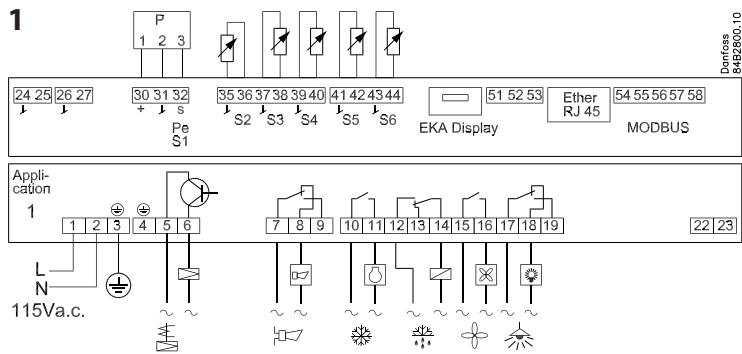 1
Danfoss
84B2800.10
P
1 2 3
24 25 26 27 30 31 32 35 36 37 38 39 40 41 42 43 44 51 52 53 54 55 56 57 58
+ s
Pe
S1
S2 S3 S4 S5 S6
EKA Display
Ether
RJ 45
MODBUS
Appli-
cation
1
1 2 3 4 5 6 7 8 9 10 11 12 13 14 15 16 17 18 19 22 23
L
N
115Va.c.